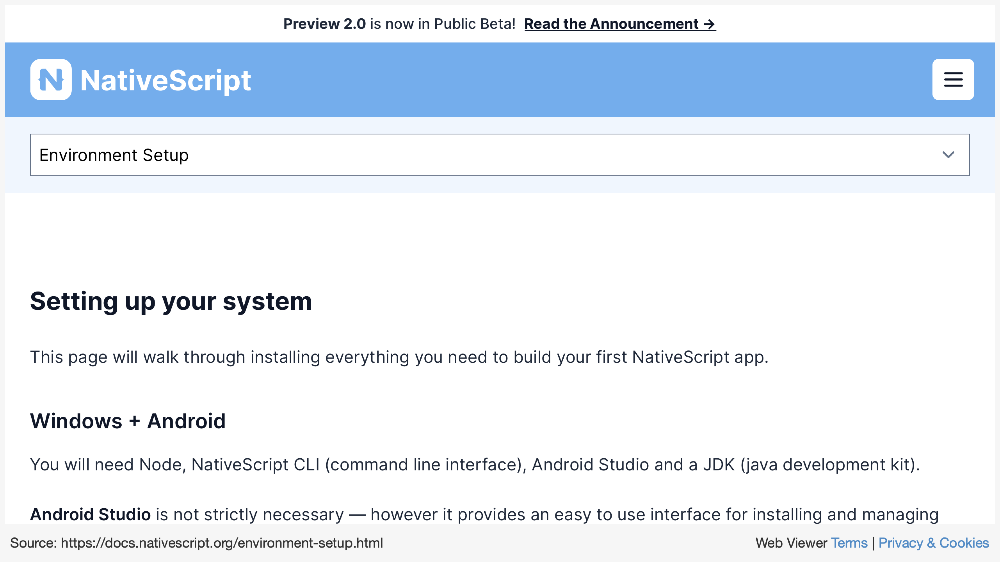 Preview 2.0 is now in Public Beta! Read the Announcement →
NativeScript
Environment Setup
Setting up your system
This page will walk through installing everything you need to build your first NativeScript app.
Windows + Android
You will need Node, NativeScript CLI (command line interface), Android Studio and a JDK (java development kit).
Android Studio is not strictly necessary — however it provides an easy to use interface for installing and managing
Source: https://docs.nativescript.org/environment-setup.html
Web Viewer Terms | Privacy & Cookies